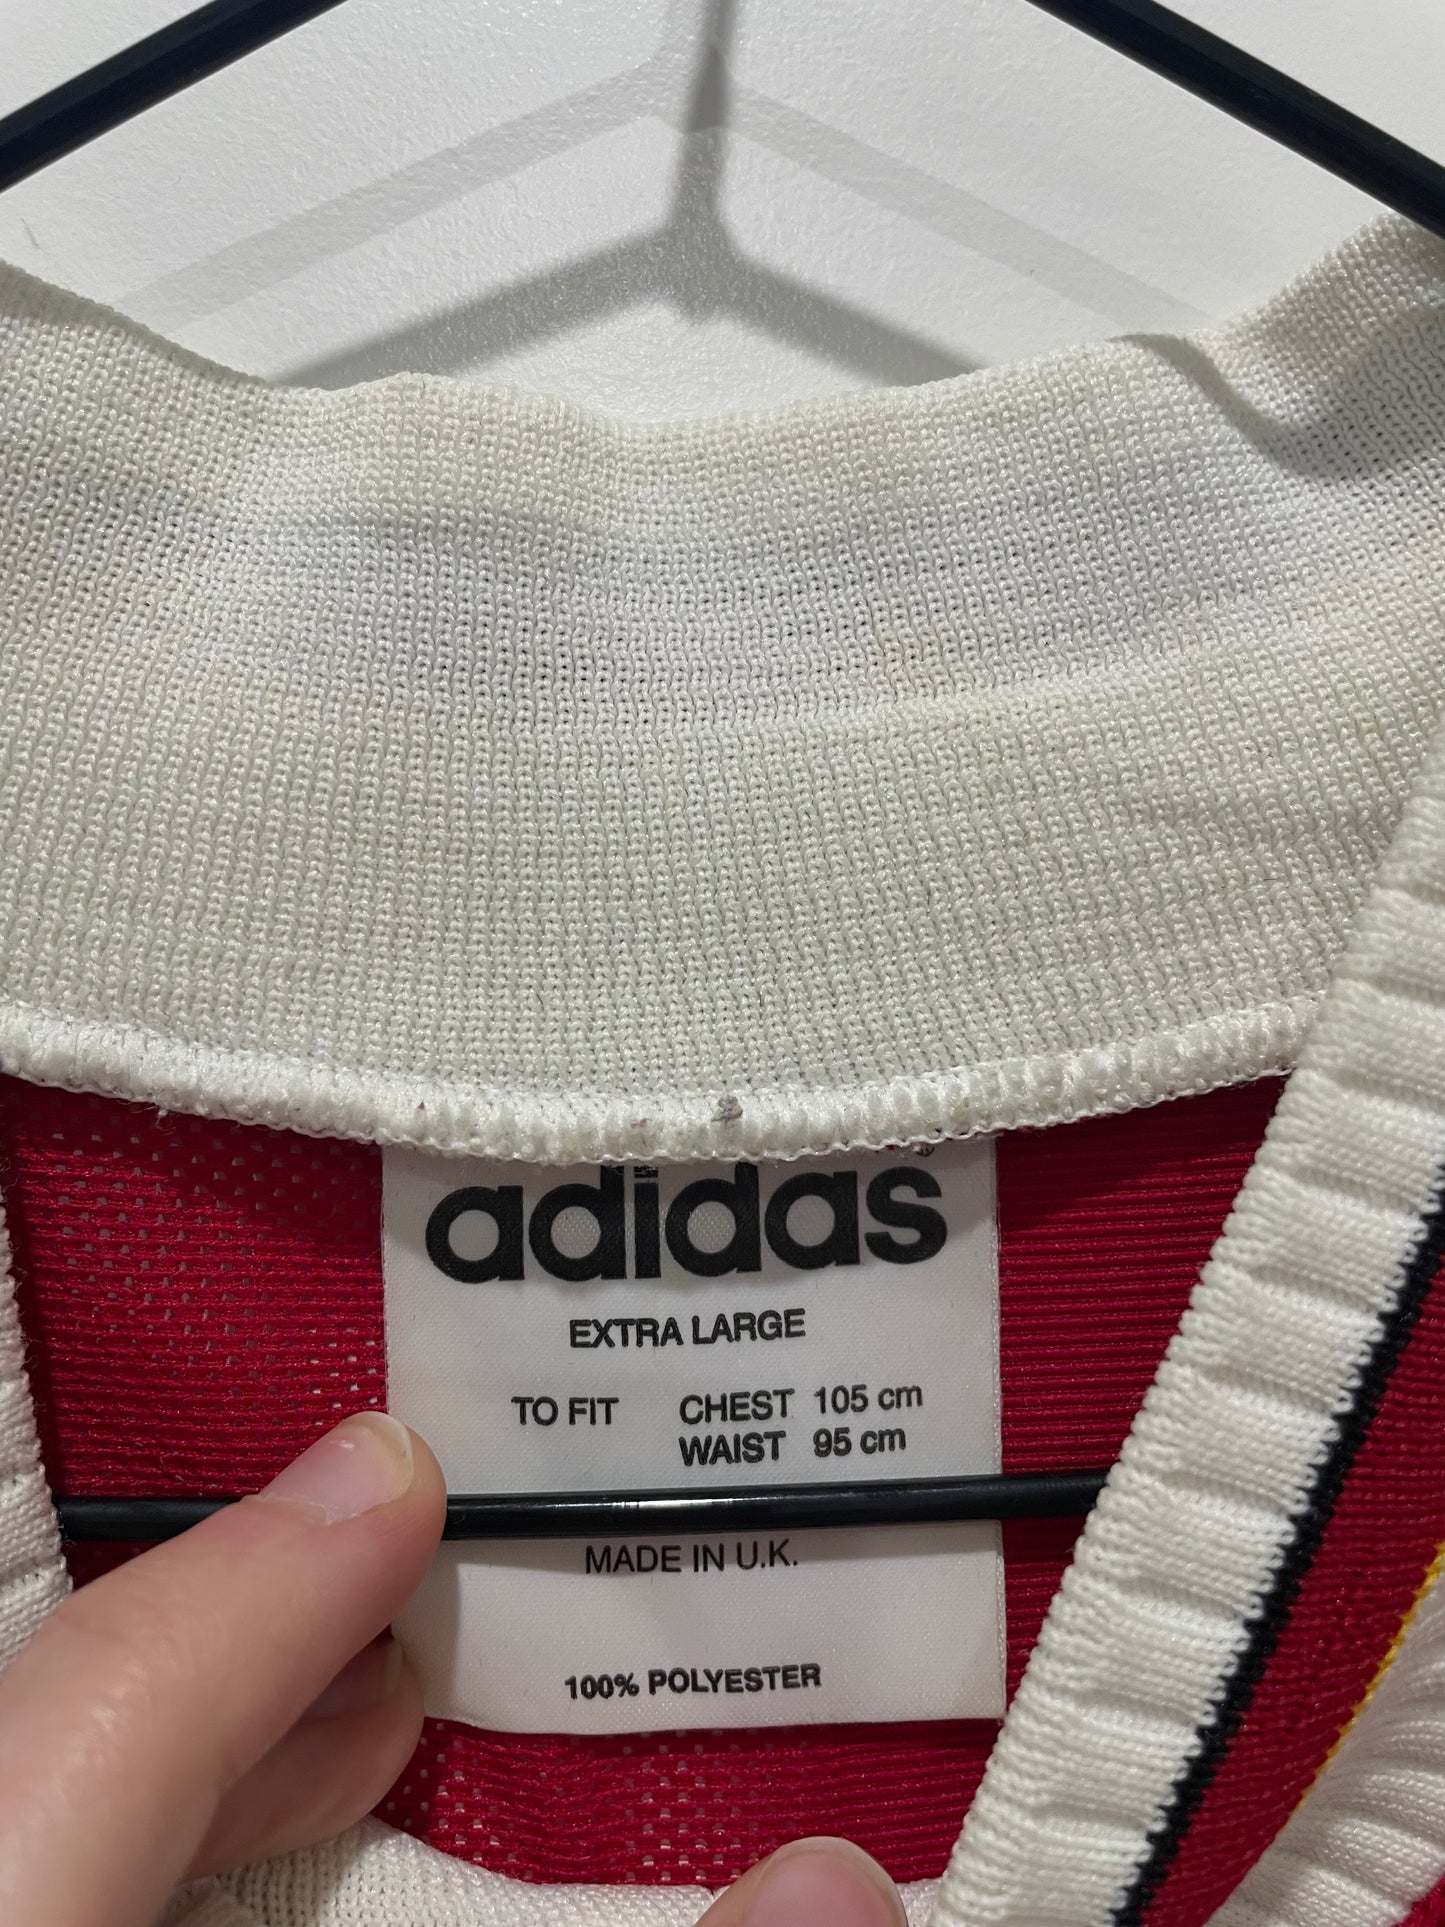 adidas®
EXTRA LARGE
TO FIT CHEST 105 cm
WAIST 95 cm
MADE IN U.K.
100% POLYESTER